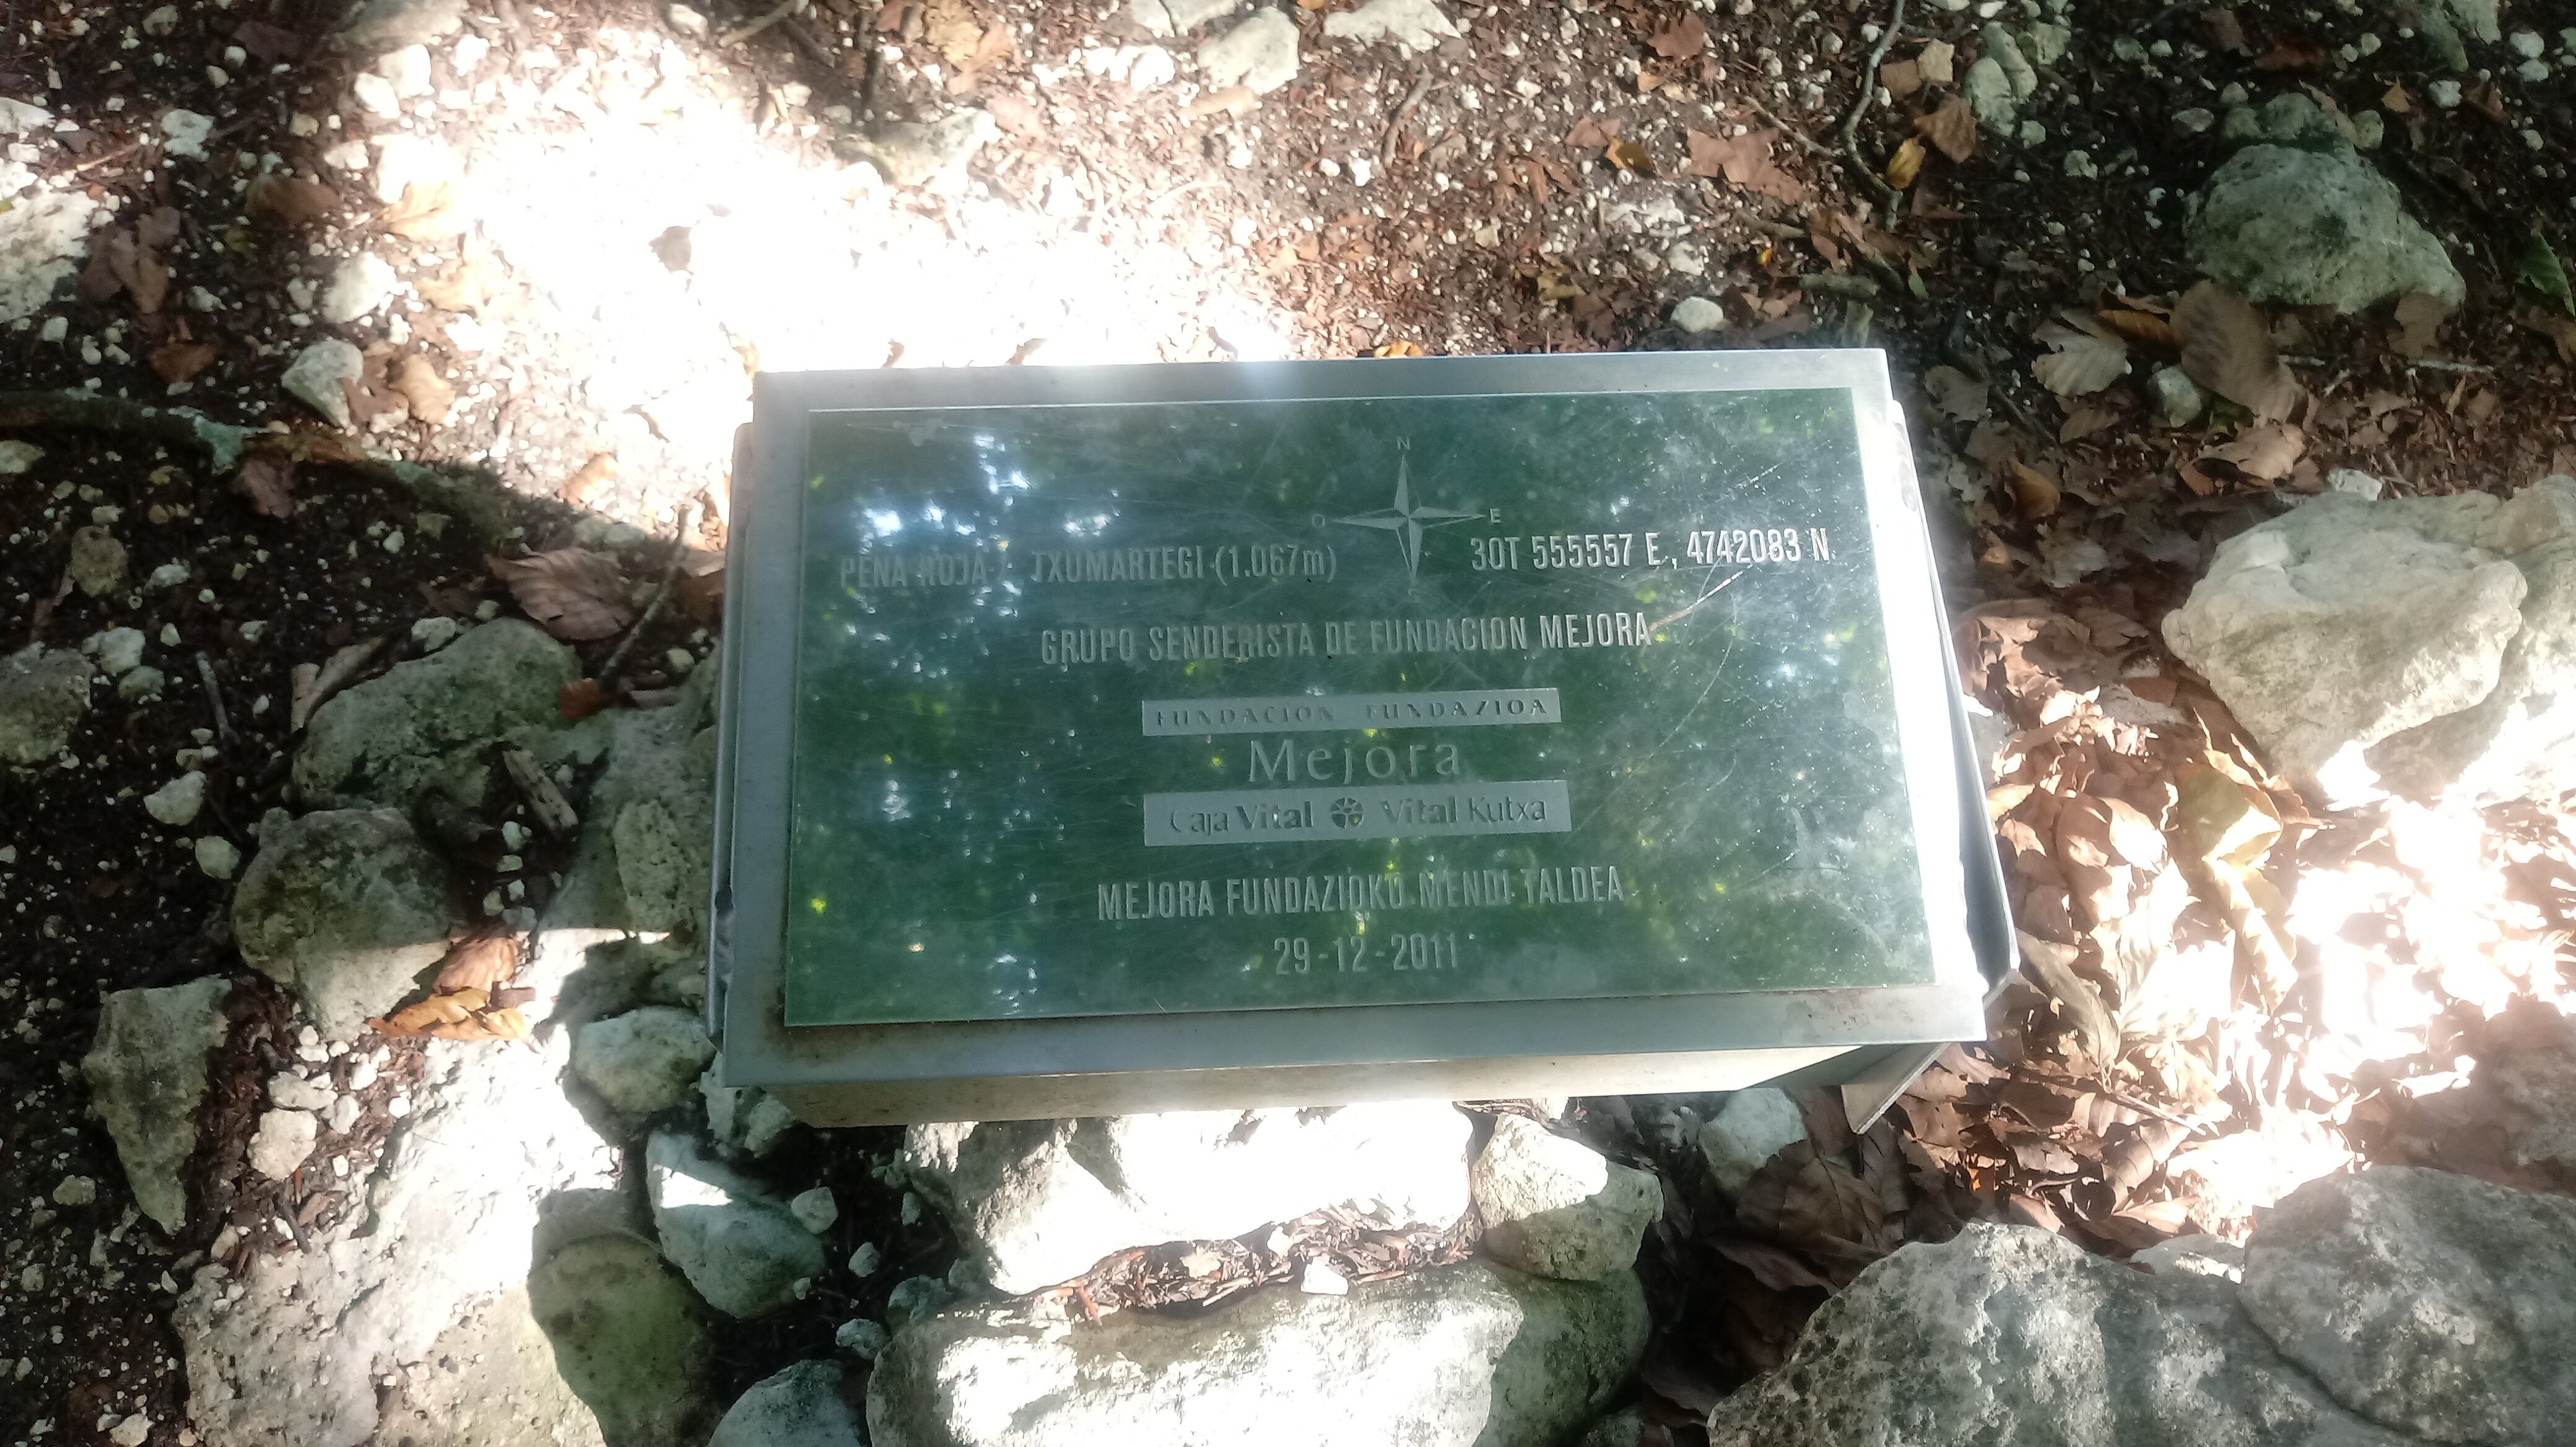 N
O E
PEÑA ROJA / TXUMARTEGI (1.067m) 30T 555557 E, 4742083 N
GRUPO SENDERISTA DE FUNDACION MEJORA
FUNDACIÓN FUNDAZIOA
Mejora
Caja Vital Vital Kutxa
MEJORA FUNDAZIOKO MENDI TALDEA
29-12-2011